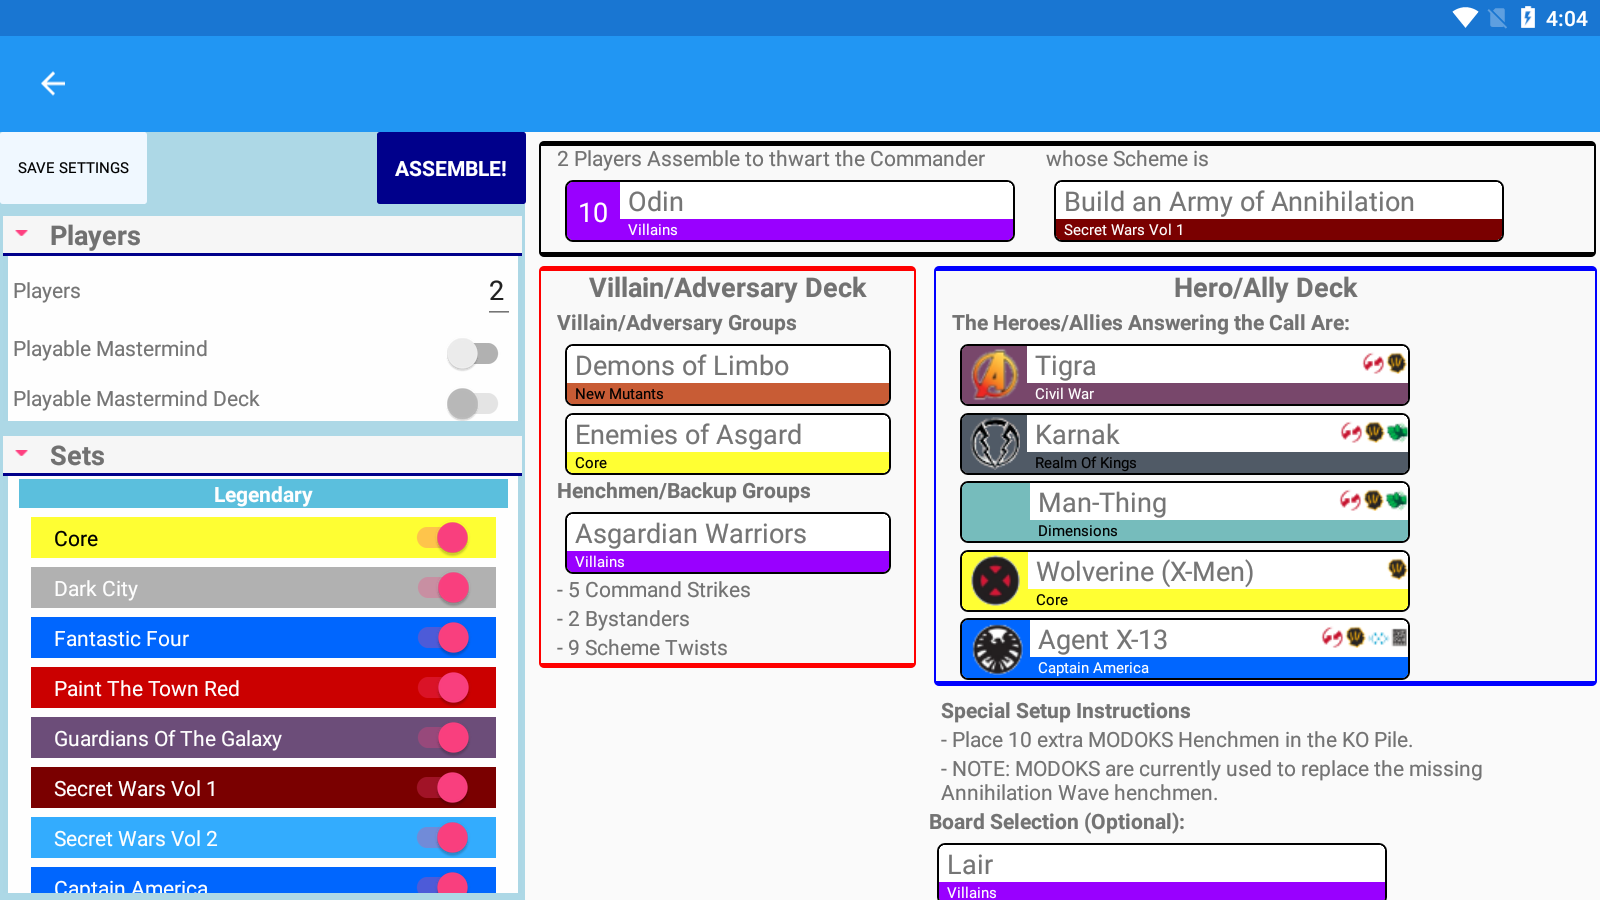 4:04
SAVE SETTINGS
ASSEMBLE!
Players
Players
2
Playable Mastermind
Playable Mastermind Deck
Sets
Legendary
Core
Dark City
Fantastic Four
Paint The Town Red
Guardians Of The Galaxy
Secret Wars Vol 1
Secret Wars Vol 2
Captain America
2 Players Assemble to thwart the Commander
10
Odin
Villains
whose Scheme is
Build an Army of Annihilation
Secret Wars Vol 1
Villain/Adversary Deck
Villain/Adversary Groups
Demons of Limbo
New Mutants
Enemies of Asgard
Core
Henchmen/Backup Groups
Asgardian Warriors
Villains
- 5 Command Strikes
- 2 Bystanders
- 9 Scheme Twists
Hero/Ally Deck
The Heroes/Allies Answering the Call Are:
Tigra
Civil War
Karnak
Realm Of Kings
Man-Thing
Dimensions
Wolverine (X-Men)
Core
Agent X-13
Captain America
Special Setup Instructions
- Place 10 extra MODOKS Henchmen in the KO Pile.
- NOTE: MODOKS are currently used to replace the missing
Annihilation Wave henchmen.
Board Selection (Optional):
Lair
Villains